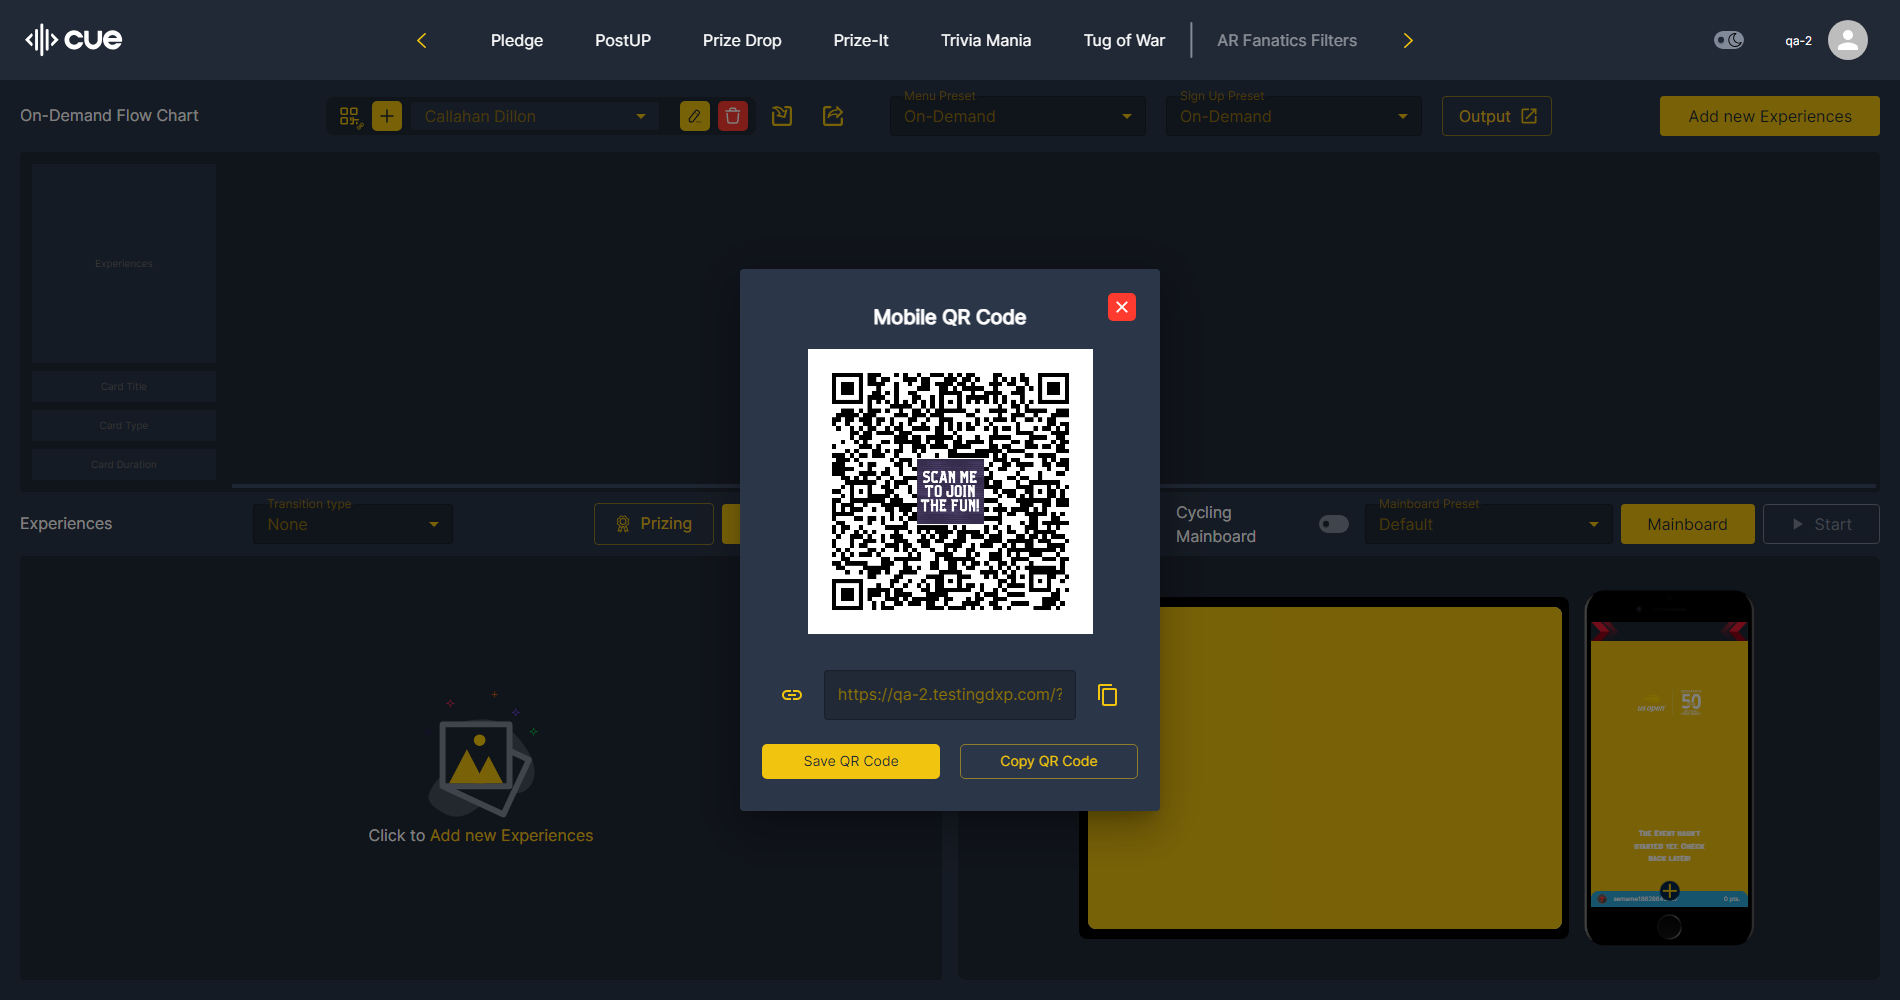 cue
Pledge
PostUP
Prize Drop
Prize-It
Trivia Mania
Tug of War
AR Fanatics Filters
qa-2
On-Demand Flow Chart
Callahan Dillon
Menu Preset
On-Demand
Sign Up Preset
On-Demand
Output
Add new Experiences
Experiences
Card Title
Card Type
Card Duration
Mobile QR Code
SCAN ME
TO JOIN
THE FUN!
https://qa-2.testingdxp.com/?
Save QR Code
Copy QR Code
Experiences
Transition type
None
Prizing
Cycling
Mainboard
Mainboard Preset
Default
Mainboard
Start
Click to Add new Experiences
us open
50
The Event hasn't
started yet. Check
back later!
0 pts.